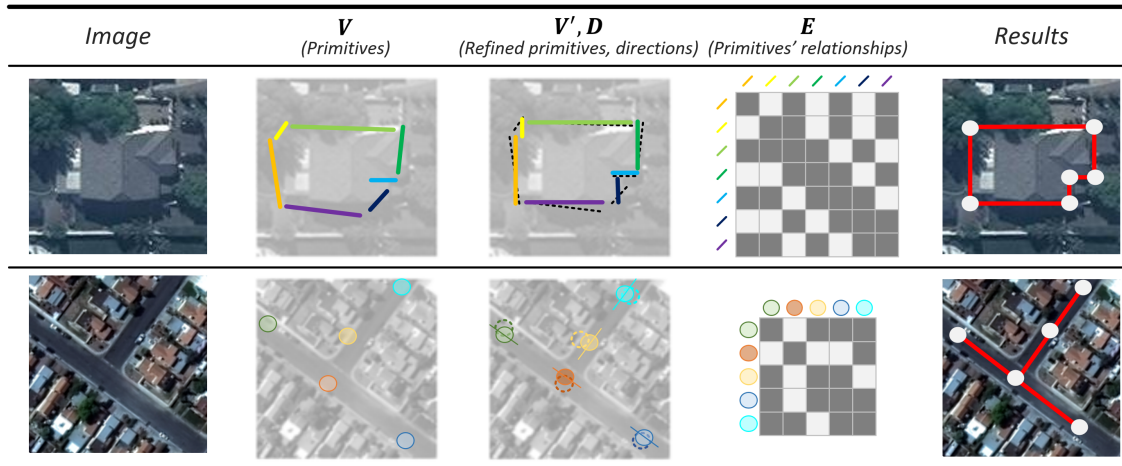 Image
V
(Primitives)
V', D
(Refined primitives, directions)
E
(Primitives' relationships)
Results